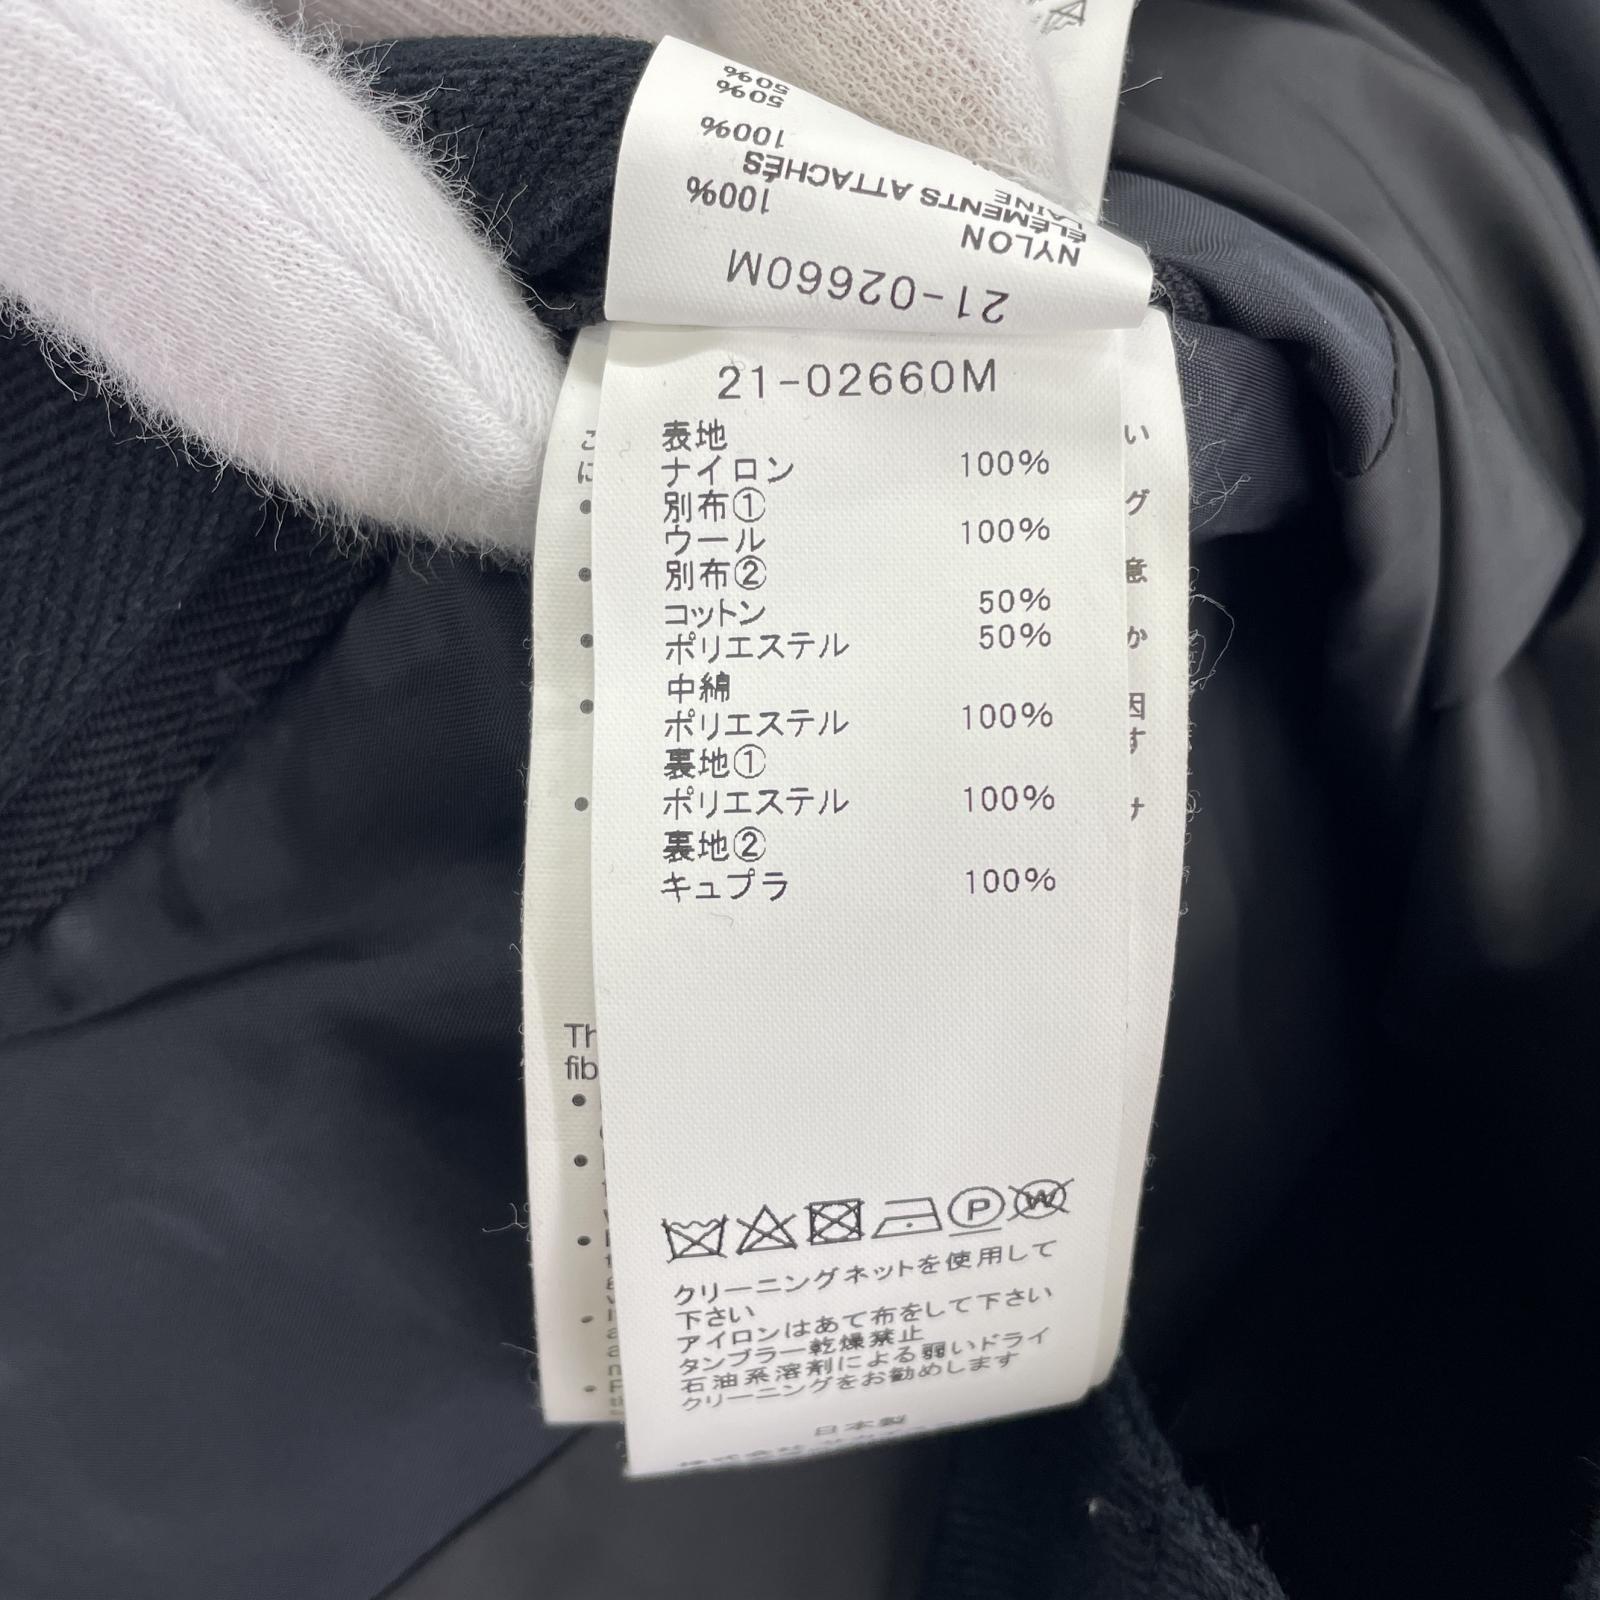 50%
50%
100%
100%
ÉLÉMENTS ATTACHÉS
LAINE
100%
NYLON
21-02660M
21-02660M
表地
ナイロン 100%
別布①
ウール 100%
別布②
コットン 50%
ポリエステル 50%
中綿
ポリエステル 100%
裏地①
ポリエステル 100%
裏地②
キュプラ 100%
P
W
クリーニングネットを使用して
下さい
アイロンはあて布をして下さい
タンブラー乾燥禁止
石油系溶剤による弱いドライ
クリーニングをお勧めします
日本製